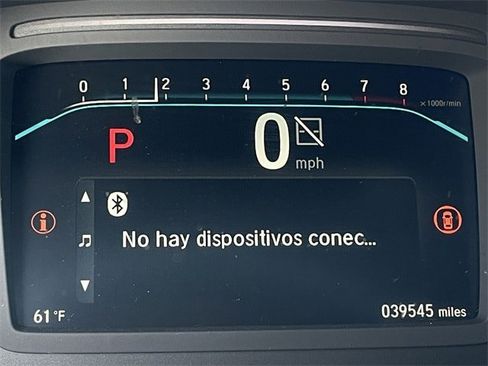 0 1 2 3 4 5 6 7 8
×1000r/min
P 0
mph
No hay dispositivos conec...
61°F 039545 miles